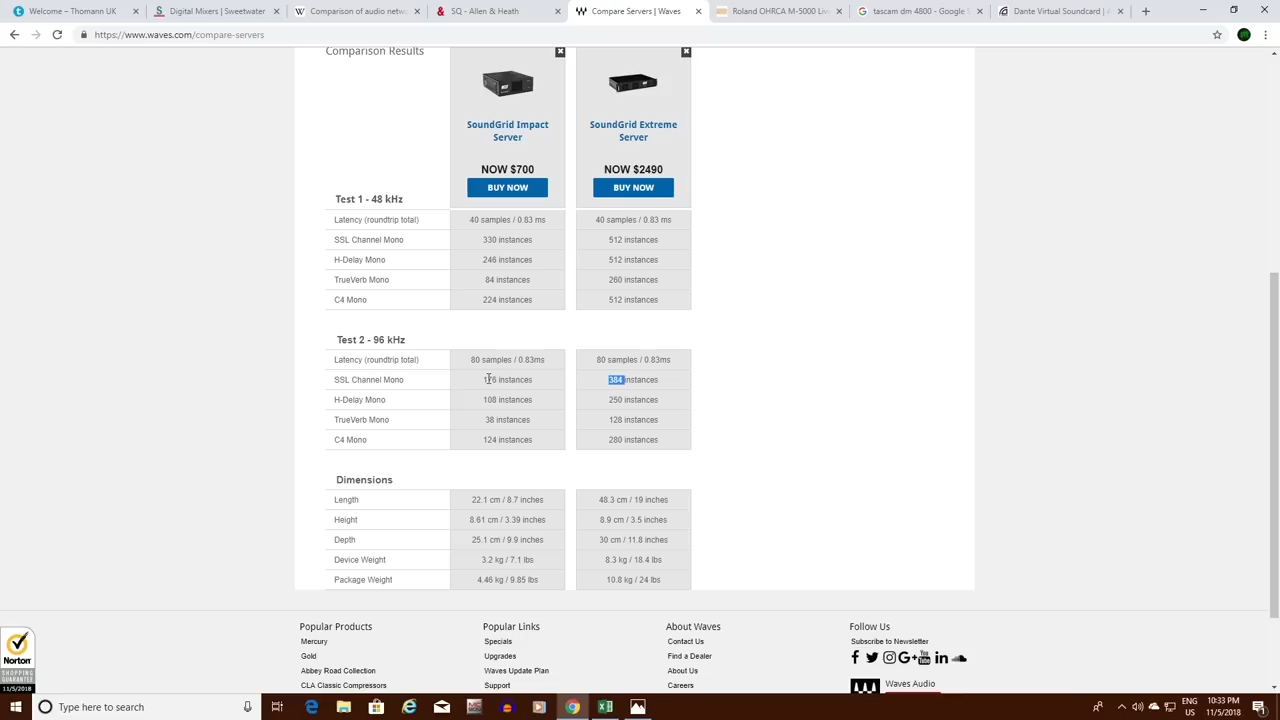 Welcome – Thomann UK
Digital Mixers | Sweetwater
Comparison of audio netw
SQ - Allen & Heath
Compare Servers | Waves
Roland OHRCA M-5000 Liv
tascam dm 4800 - Google S
Dante Virtual Soundcard | A
https://www.waves.com/compare-servers
Comparison Results
SoundGrid Impact Server
SoundGrid Extreme Server
NOW $700
NOW $2490
BUY NOW
BUY NOW
Test 1 - 48 kHz
Latency (roundtrip total) 40 samples / 0.83 ms 40 samples / 0.83 ms
SSL Channel Mono 330 instances 512 instances
H-Delay Mono 246 instances 512 instances
TrueVerb Mono 84 instances 260 instances
C4 Mono 224 instances 512 instances
Test 2 - 96 kHz
Latency (roundtrip total) 80 samples / 0.83ms 80 samples / 0.83ms
SSL Channel Mono instances 384 instances
H-Delay Mono 108 instances 250 instances
TrueVerb Mono 38 instances 128 instances
C4 Mono 124 instances 280 instances
Dimensions
Length 22.1 cm / 8.7 inches 48.3 cm / 19 inches
Height 8.61 cm / 3.39 inches 8.9 cm / 3.5 inches
Depth 25.1 cm / 9.9 inches 30 cm / 11.8 inches
Device Weight 3.2 kg / 7.1 lbs 8.3 kg / 18.4 lbs
Package Weight 4.46 kg / 9.85 lbs 10.8 kg / 24 lbs
Popular Products Popular Links About Waves Follow Us
Mercury Specials Contact Us Subscribe to Newsletter
Gold Upgrades Find a Dealer
Abbey Road Collection Waves Update Plan About Us
CLA Classic Compressors Support Careers Waves Audio
Norton
SHOPPING
GUARANTEE
11/5/2018
Type here to search
ENG
US
10:33 PM
11/5/2018